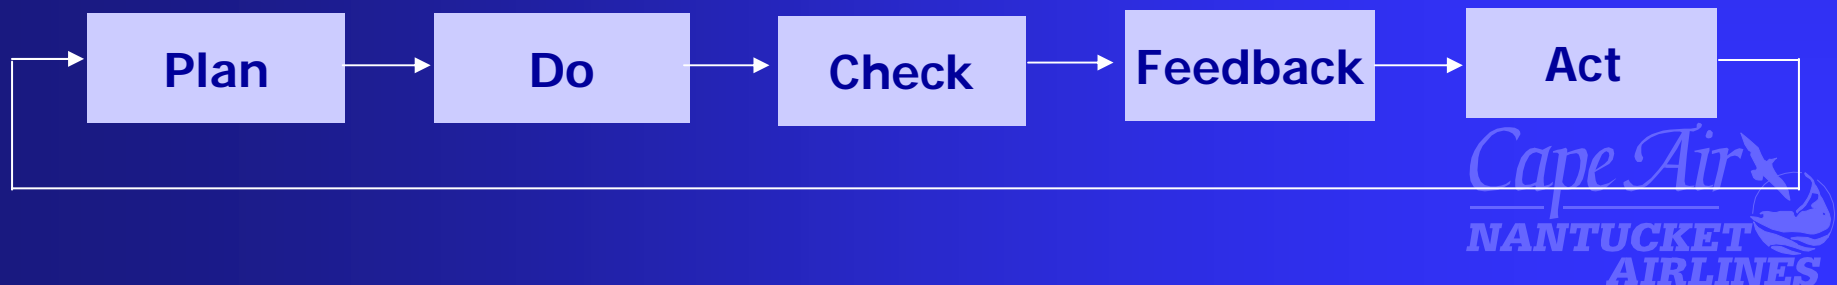 Plan
Do
Check
Feedback
Act
Cape Air
NANTUCKET
AIRLINES